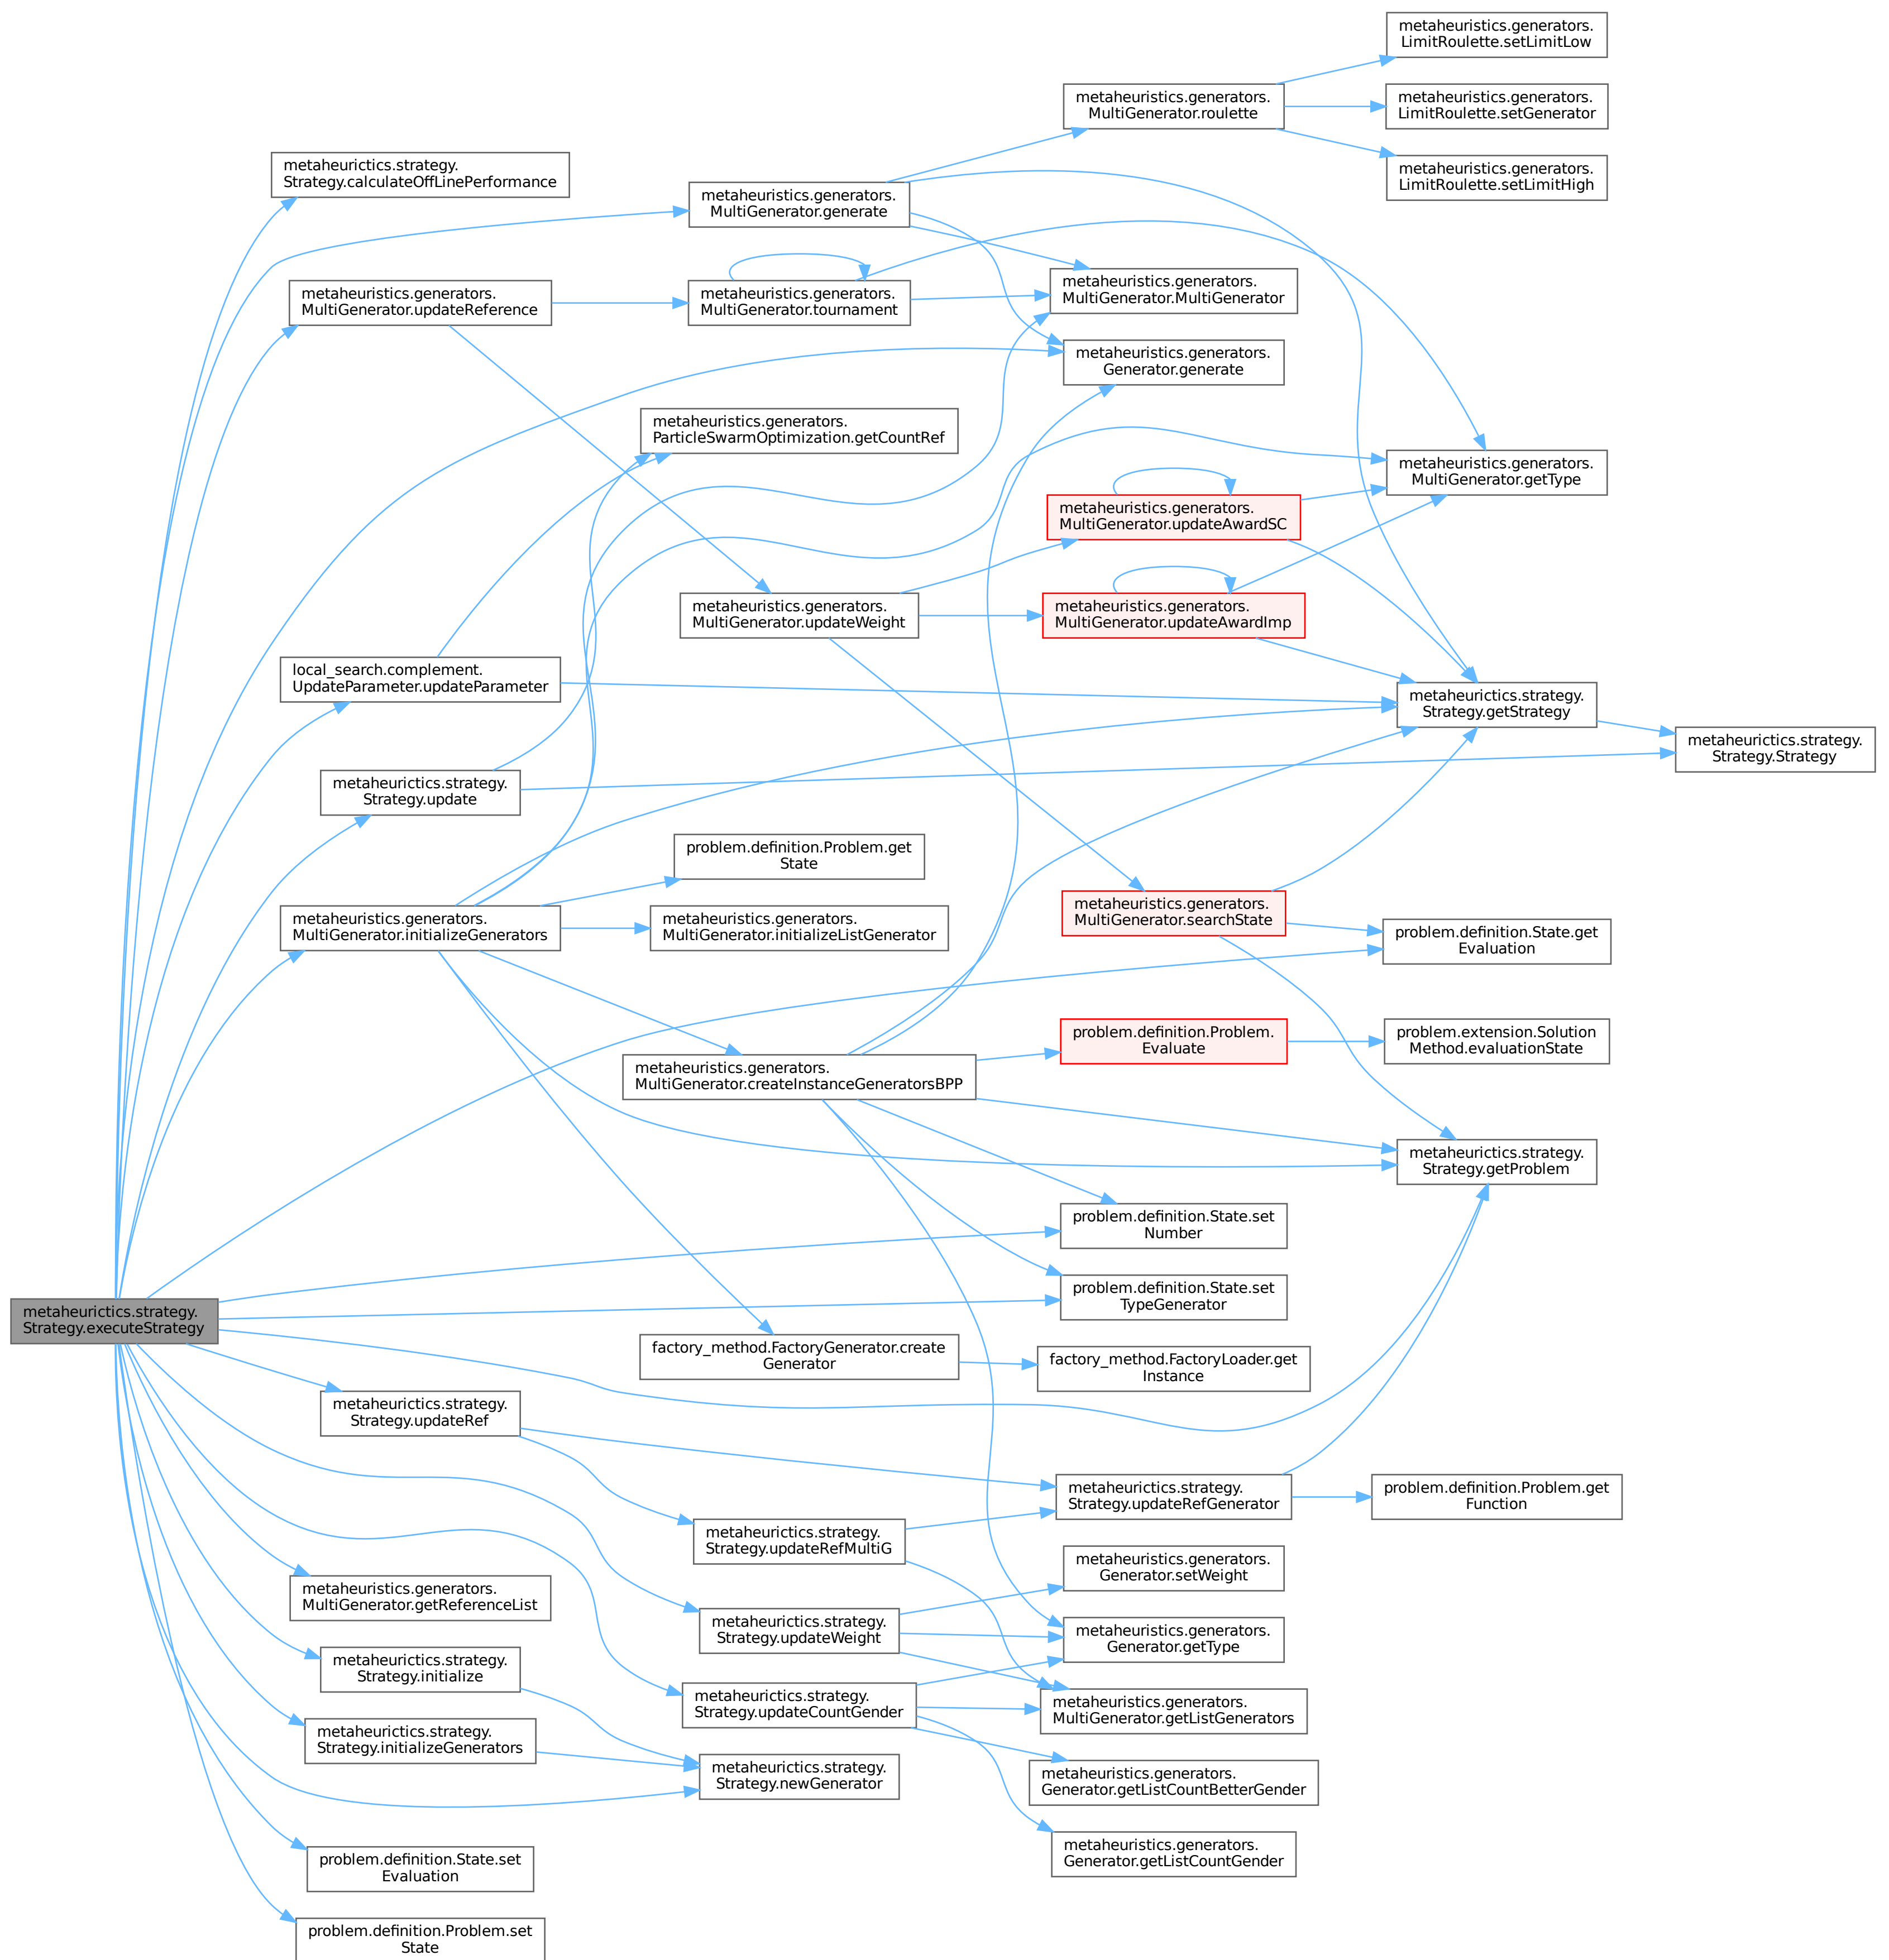 metaheuristics.generators.
LimitRoulette.setLimitLow
metaheuristics.generators.
MultiGenerator.roulette
metaheuristics.generators.
LimitRoulette.setGenerator
metaheurictics.strategy.
Strategy.calculateOffLinePerformance
metaheuristics.generators.
LimitRoulette.setLimitHigh
metaheuristics.generators.
MultiGenerator.generate
metaheuristics.generators.
MultiGenerator.updateReference
metaheuristics.generators.
MultiGenerator.tournament
metaheuristics.generators.
MultiGenerator.MultiGenerator
metaheuristics.generators.
Generator.generate
metaheuristics.generators.
ParticleSwarmOptimization.getCountRef
metaheuristics.generators.
MultiGenerator.getType
metaheuristics.generators.
MultiGenerator.updateAwardSC
metaheuristics.generators.
MultiGenerator.updateWeight
metaheuristics.generators.
MultiGenerator.updateAwardImp
local_search.complement.
UpdateParameter.updateParameter
metaheurictics.strategy.
Strategy.getStrategy
metaheurictics.strategy.
Strategy.Strategy
metaheurictics.strategy.
Strategy.update
problem.definition.Problem.get
State
metaheuristics.generators.
MultiGenerator.initializeGenerators
metaheuristics.generators.
MultiGenerator.initializeListGenerator
metaheuristics.generators.
MultiGenerator.searchState
problem.definition.State.get
Evaluation
problem.definition.Problem.
Evaluate
problem.extension.Solution
Method.evaluationState
metaheuristics.generators.
MultiGenerator.createInstanceGeneratorsBPP
metaheurictics.strategy.
Strategy.getProblem
problem.definition.State.set
Number
problem.definition.State.set
TypeGenerator
metaheurictics.strategy.
Strategy.executeStrategy
factory_method.FactoryGenerator.create
Generator
factory_method.FactoryLoader.get
Instance
metaheurictics.strategy.
Strategy.updateRef
metaheurictics.strategy.
Strategy.updateRefGenerator
problem.definition.Problem.get
Function
metaheurictics.strategy.
Strategy.updateRefMultiG
metaheuristics.generators.
Generator.setWeight
metaheuristics.generators.
MultiGenerator.getReferenceList
metaheurictics.strategy.
Strategy.updateWeight
metaheuristics.generators.
Generator.getType
metaheurictics.strategy.
Strategy.initialize
metaheurictics.strategy.
Strategy.updateCountGender
metaheuristics.generators.
MultiGenerator.getListGenerators
metaheurictics.strategy.
Strategy.initializeGenerators
metaheurictics.strategy.
Strategy.newGenerator
metaheuristics.generators.
Generator.getListCountBetterGender
metaheuristics.generators.
Generator.getListCountGender
problem.definition.State.set
Evaluation
problem.definition.Problem.set
State